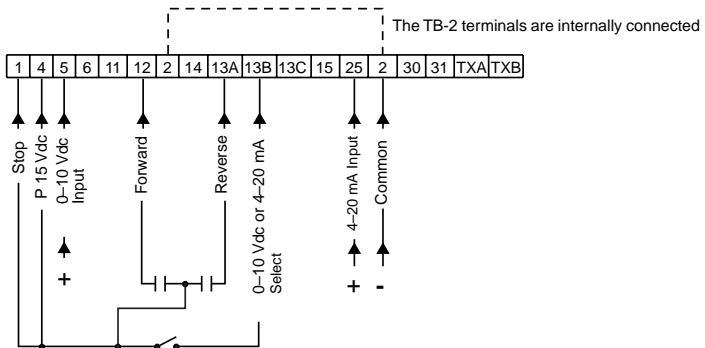 The TB-2 terminals are internally connected
1 4 5 6 11 12 2 14 13A 13B 13C 15 25 2 30 31 TXA TXB
Stop
P 15 Vdc
0–10 Vdc
Input
Forward
Reverse
0–10 Vdc or 4–20 mA
Select
4–20 mA Input
Common
+
+
-